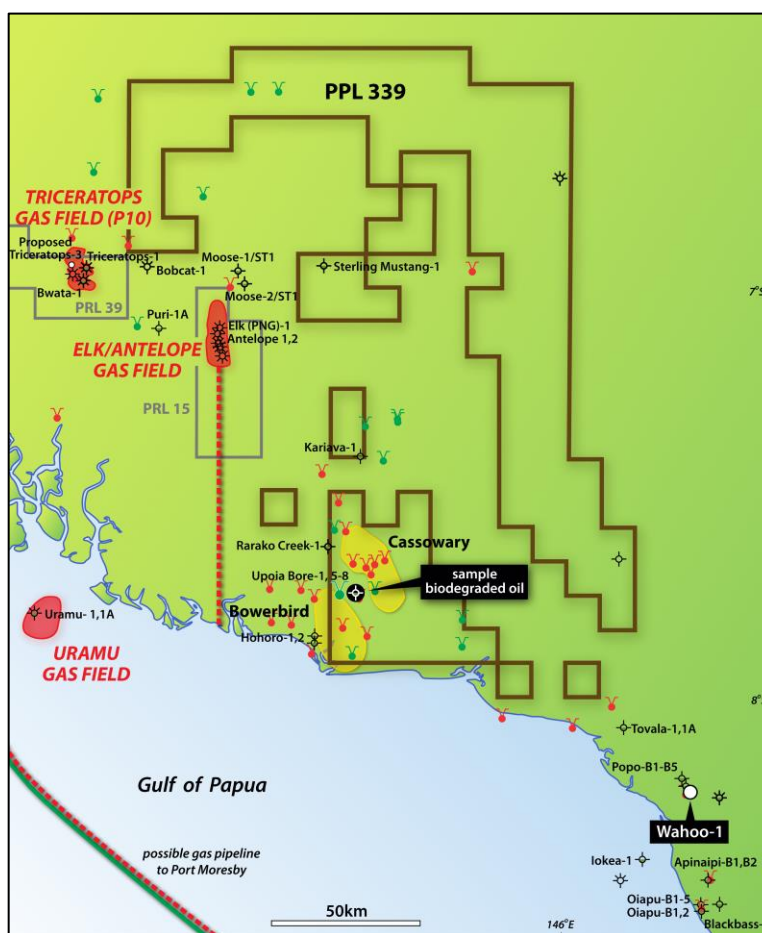 PPL 339
TRICERATOPS
GAS FIELD (P10)
Proposed
Triceratops-3
Triceratops-1
Bwata-1
Bobcat-1
Moose-1/ST1
Moose-2/ST1
Sterling Mustang-1
7°S
PRL 39
Puri-1A
Elk (PNG)-1
Antelope 1,2
ELK/ANTELOPE
GAS FIELD
PRL 15
Kariava-1
Rarako Creek-1
Cassowary
Upoia Bore-1, 5-8
sample
biodegraded oil
Bowerbird
Hohoro-1,2
Uramu- 1,1A
URAMU
GAS FIELD
8°
Tovala-1,1A
Popo-B1-B5
Gulf of Papua
Wahoo-1
possible gas pipeline
to Port Moresby
Iokea-1
Apinaipi-B1,B2
50km
146°E
Oiapu-B1-5
Oiapu-B1,2
Blackbass-